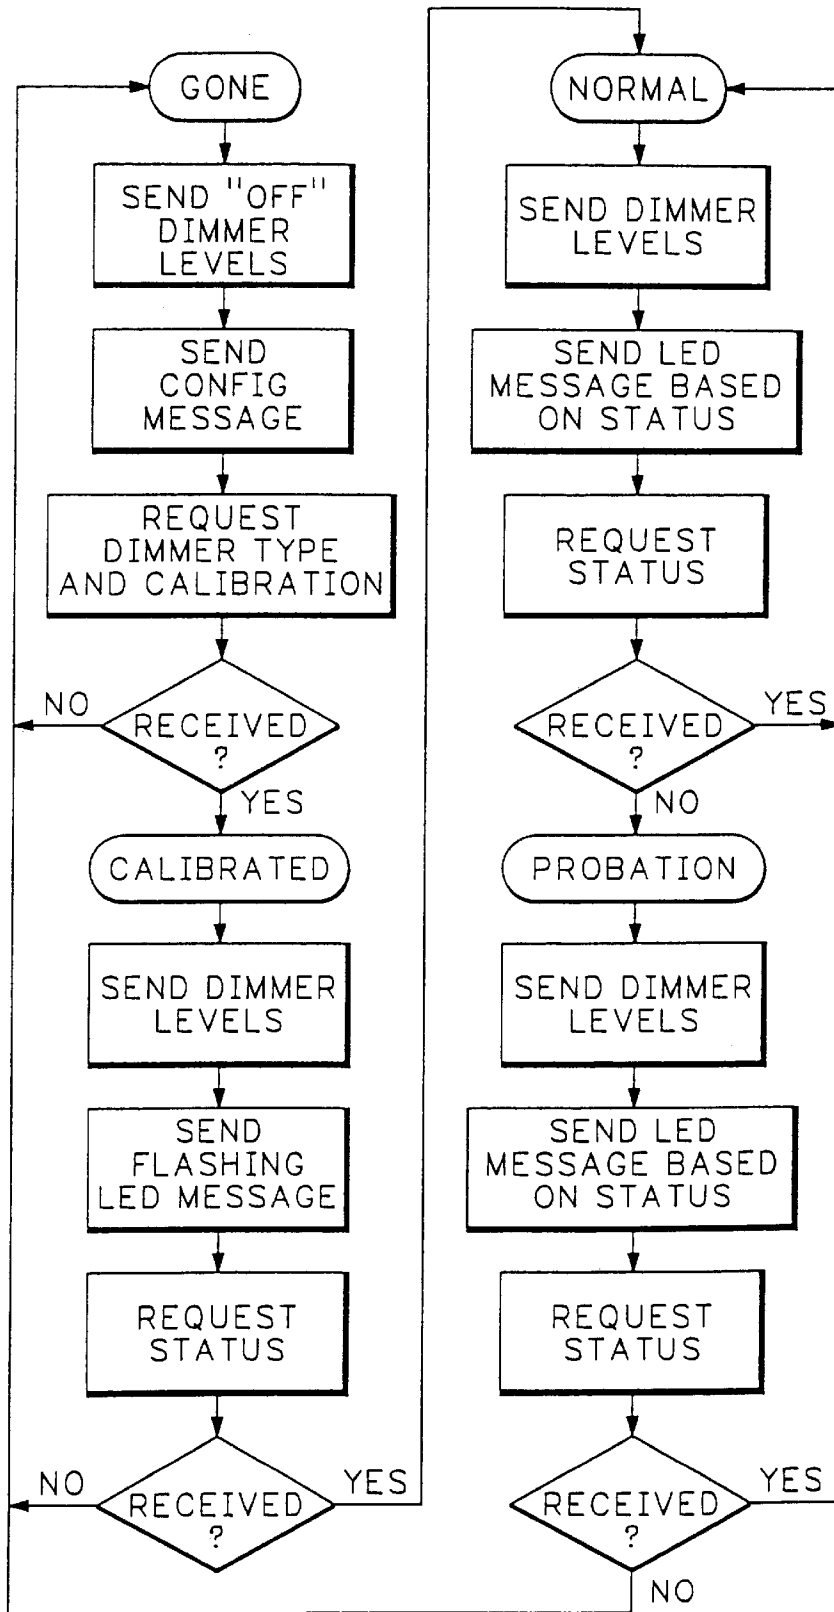 GONE
SEND "OFF"
DIMMER
LEVELS
SEND
CONFIG
MESSAGE
REQUEST
DIMMER TYPE
AND CALIBRATION
NO
RECEIVED
?
YES
CALIBRATED
SEND DIMMER
LEVELS
SEND
FLASHING
LED MESSAGE
REQUEST
STATUS
NO
RECEIVED
?
YES
NORMAL
SEND DIMMER
LEVELS
SEND LED
MESSAGE BASED
ON STATUS
REQUEST
STATUS
RECEIVED
?
YES
NO
PROBATION
SEND DIMMER
LEVELS
SEND LED
MESSAGE BASED
ON STATUS
REQUEST
STATUS
RECEIVED
?
YES
NO